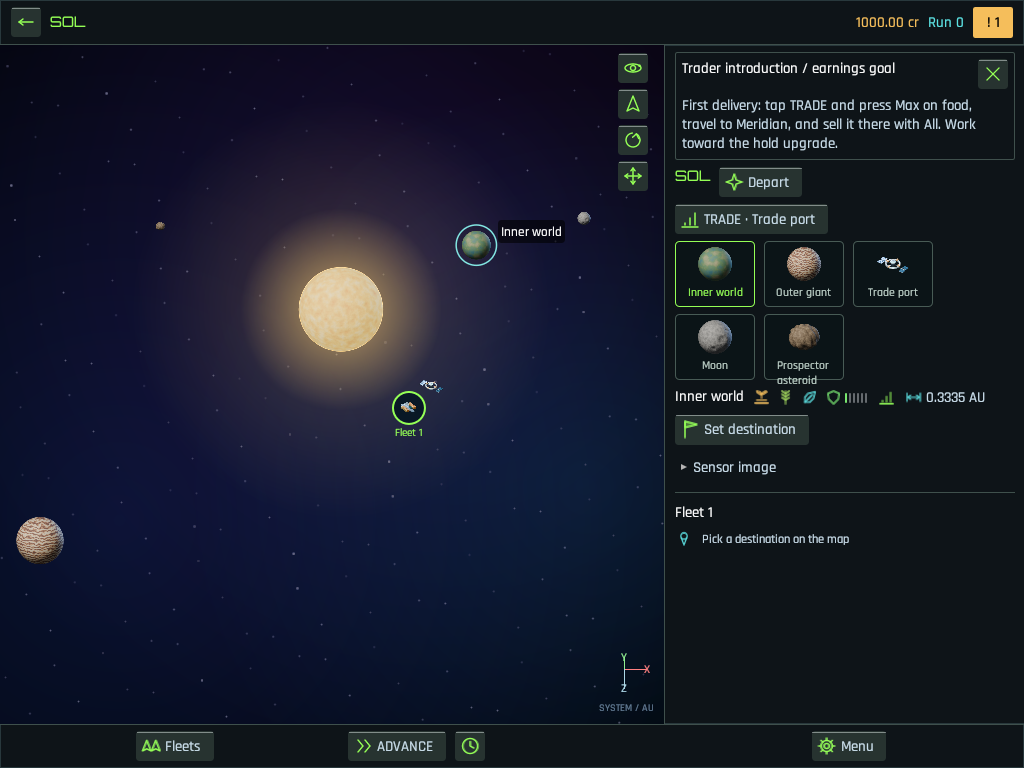 SOL
1000.00 cr Run 0 ! 1
Trader introduction / earnings goal
First delivery: tap TRADE and press Max on food,
travel to Meridian, and sell it there with All. Work
toward the hold upgrade.
SOL Depart
TRADE · Trade port
Inner world Outer giant Trade port
Moon Prospector
asteroid
Inner world 0.3335 AU
Set destination
Sensor image
Fleet 1
Pick a destination on the map
Inner world
Fleet 1
Y
X
Z
SYSTEM / AU
Fleets ADVANCE Menu